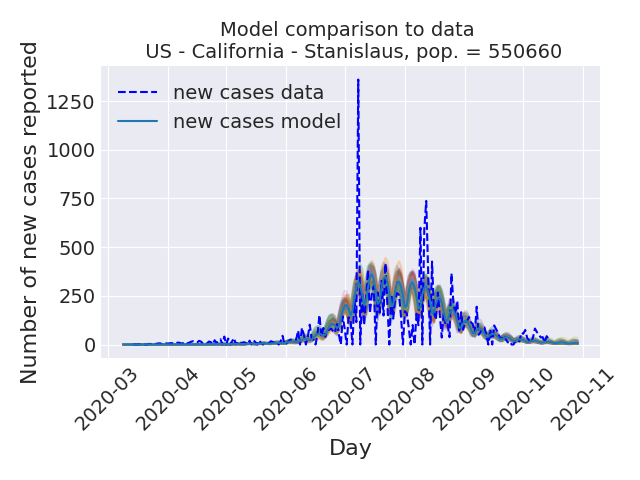 Model comparison to data
US - California - Stanislaus, pop. = 550660
Number of new cases reported
1250
1000
750
500
250
0
new cases data
new cases model
2020-03
2020-04
2020-05
2020-06
2020-07
2020-08
2020-09
2020-10
2020-11
Day